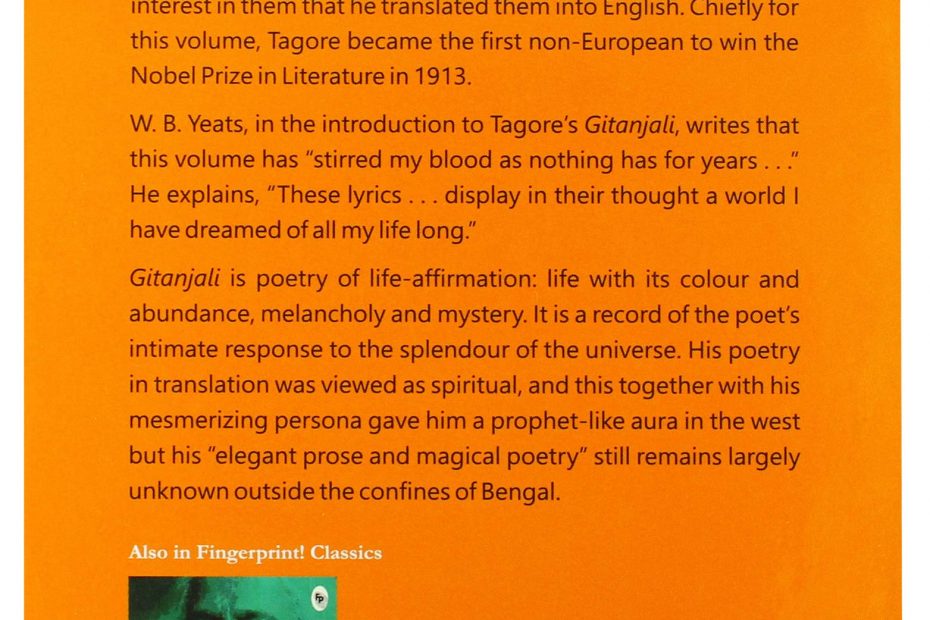 interest in them that he translated them into English. Chiefly for
this volume, Tagore became the first non-European to win the
Nobel Prize in Literature in 1913.
W. B. Yeats, in the introduction to Tagore’s Gitanjali, writes that
this volume has “stirred my blood as nothing has for years . . .”
He explains, “These lyrics . . . display in their thought a world I
have dreamed of all my life long.”
Gitanjali is poetry of life-affirmation: life with its colour and
abundance, melancholy and mystery. It is a record of the poet’s
intimate response to the splendour of the universe. His poetry
in translation was viewed as spiritual, and this together with his
mesmerizing persona gave him a prophet-like aura in the west
but his “elegant prose and magical poetry” still remains largely
unknown outside the confines of Bengal.
Also in Fingerprint! Classics
FP